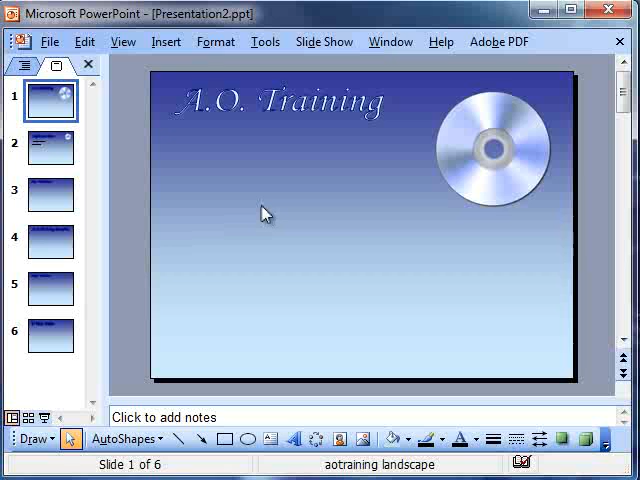 Microsoft PowerPoint - [Presentation2.ppt]
File Edit View Insert Format Tools Slide Show Window Help Adobe PDF
1
2
3
4
5
6
A.O. Training
Click to add notes
Draw AutoShapes
Slide 1 of 6 aotraining landscape